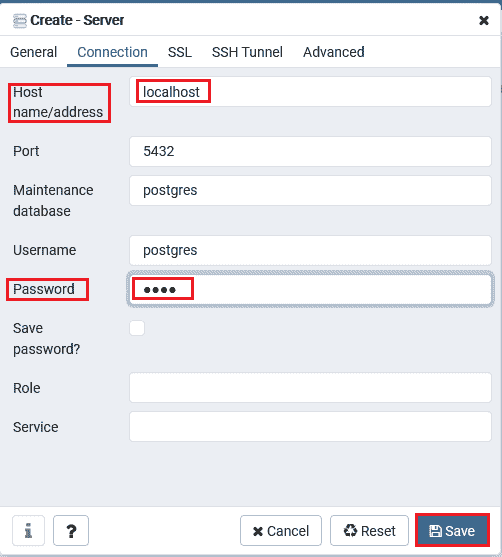 Create - Server
General Connection SSL SSH Tunnel Advanced
Host
name/address
localhost
Port
5432
Maintenance
database
postgres
Username
postgres
Password
••••
Save
password?
Role
Service
i ? Cancel Reset Save